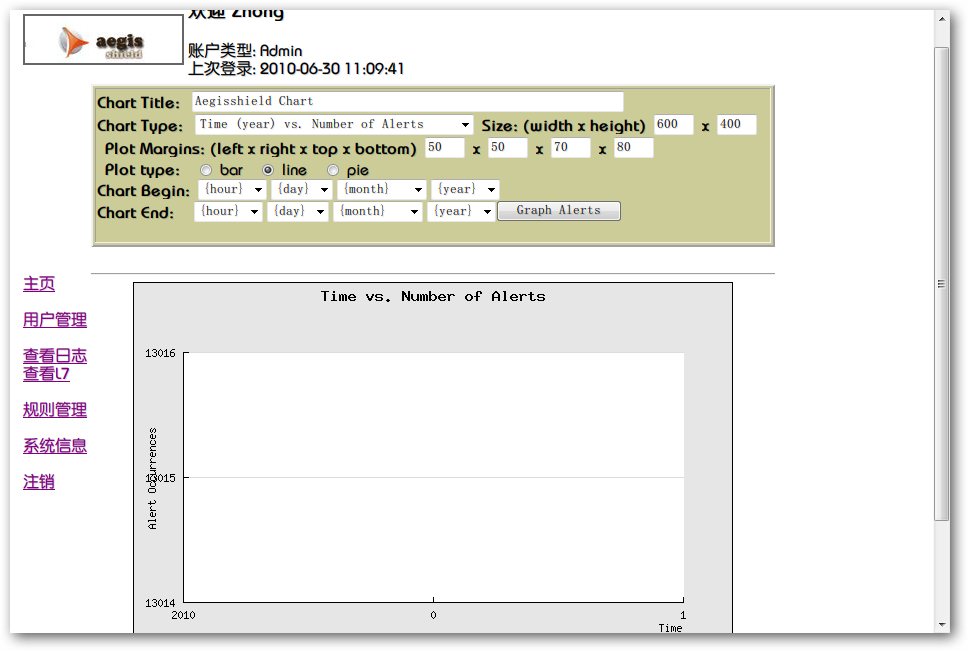 欢迎 Zhong
aegis
shield
账户类型: Admin
上次登录: 2010-06-30 11:09:41
Chart Title: Aegisshield Chart
Chart Type: Time (year) vs. Number of Alerts Size: (width x height) 600 x 400
Plot Margins: (left x right x top x bottom) 50 x 50 x 70 x 80
Plot type: bar line pie
Chart Begin: {hour} {day} {month} {year}
Chart End: {hour} {day} {month} {year} Graph Alerts
主页
用户管理
查看日志
查看l7
规则管理
系统信息
注销
Time vs. Number of Alerts
13016
13015
13014
Alert Occurrences
2010 0 1
Time